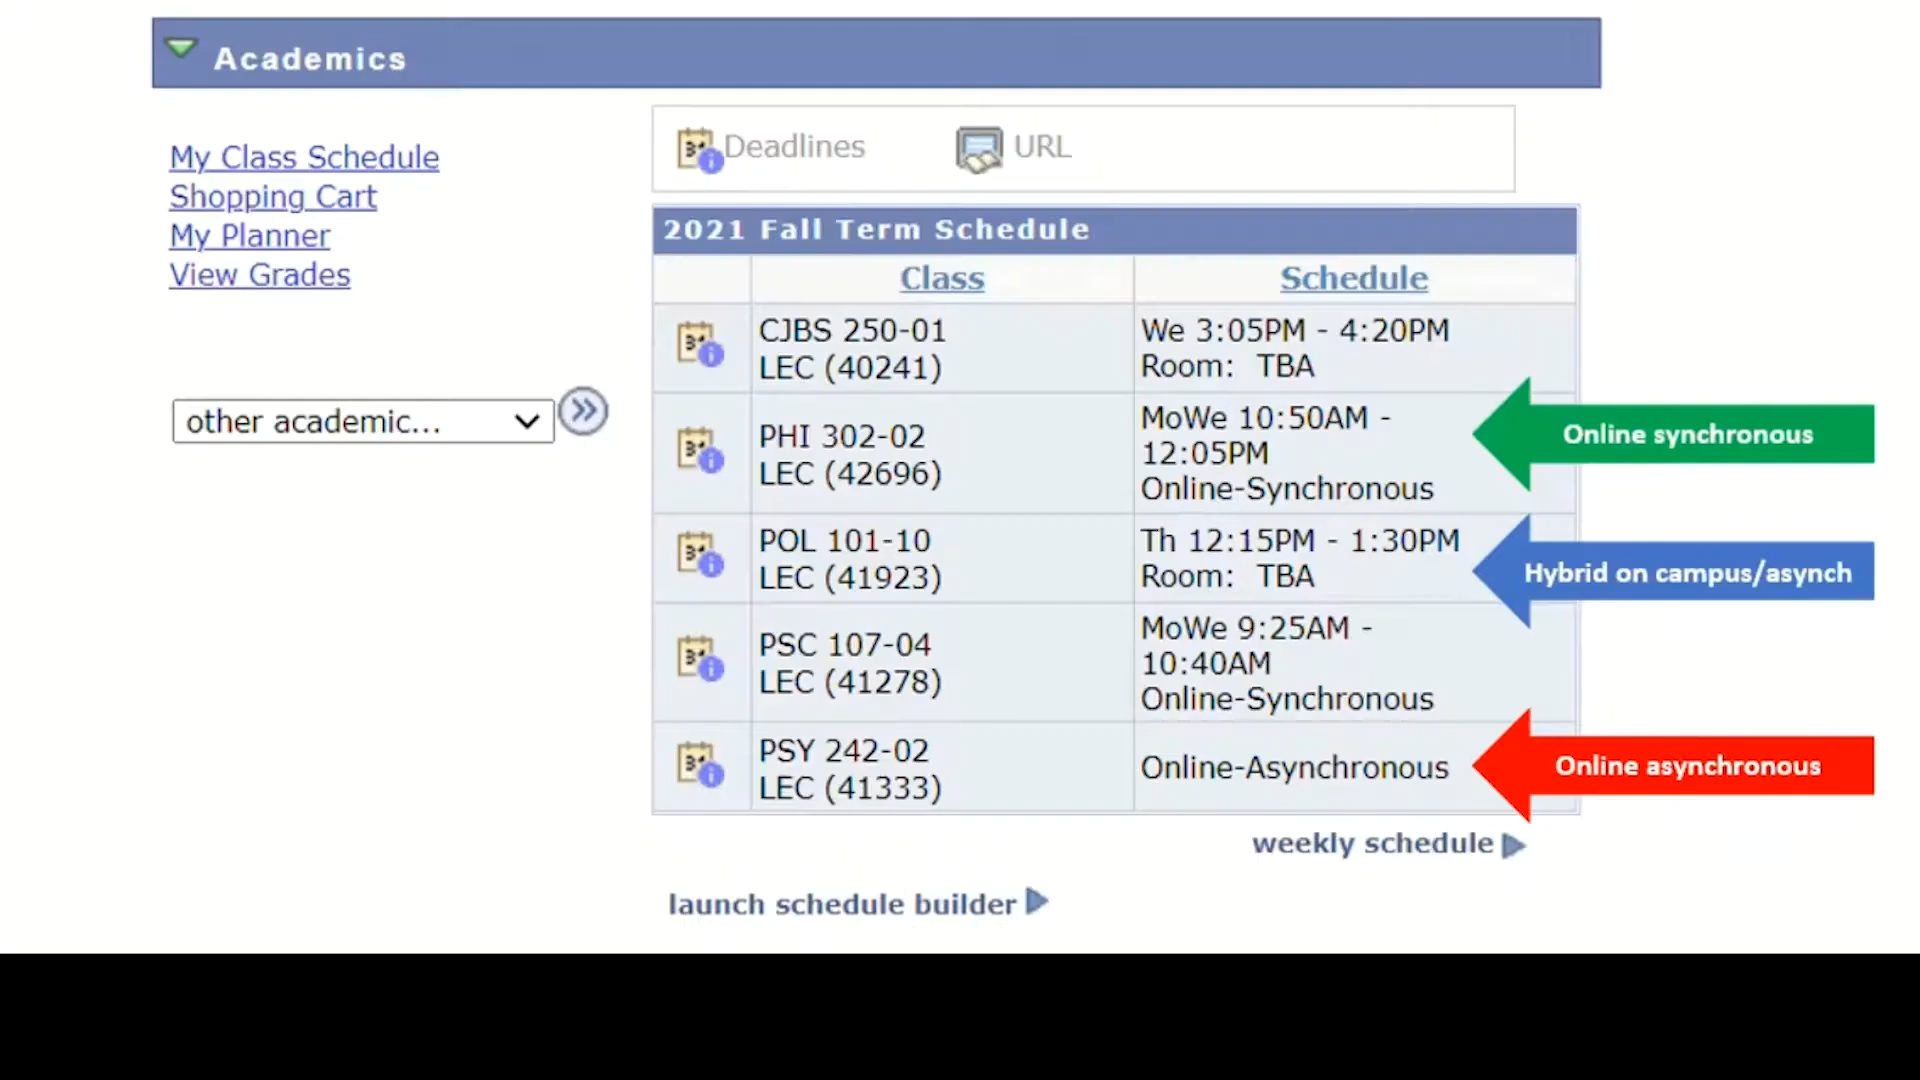 Academics
My Class Schedule
Shopping Cart
My Planner
View Grades
other academic...
Deadlines
URL
2021 Fall Term Schedule
Class
Schedule
CJBS 250-01
LEC (40241)
We 3:05PM - 4:20PM
Room: TBA
PHI 302-02
LEC (42696)
MoWe 10:50AM -
12:05PM
Online-Synchronous
Online synchronous
POL 101-10
LEC (41923)
Th 12:15PM - 1:30PM
Room: TBA
Hybrid on campus/asynch
PSC 107-04
LEC (41278)
MoWe 9:25AM -
10:40AM
Online-Synchronous
PSY 242-02
LEC (41333)
Online-Asynchronous
Online asynchronous
weekly schedule
launch schedule builder